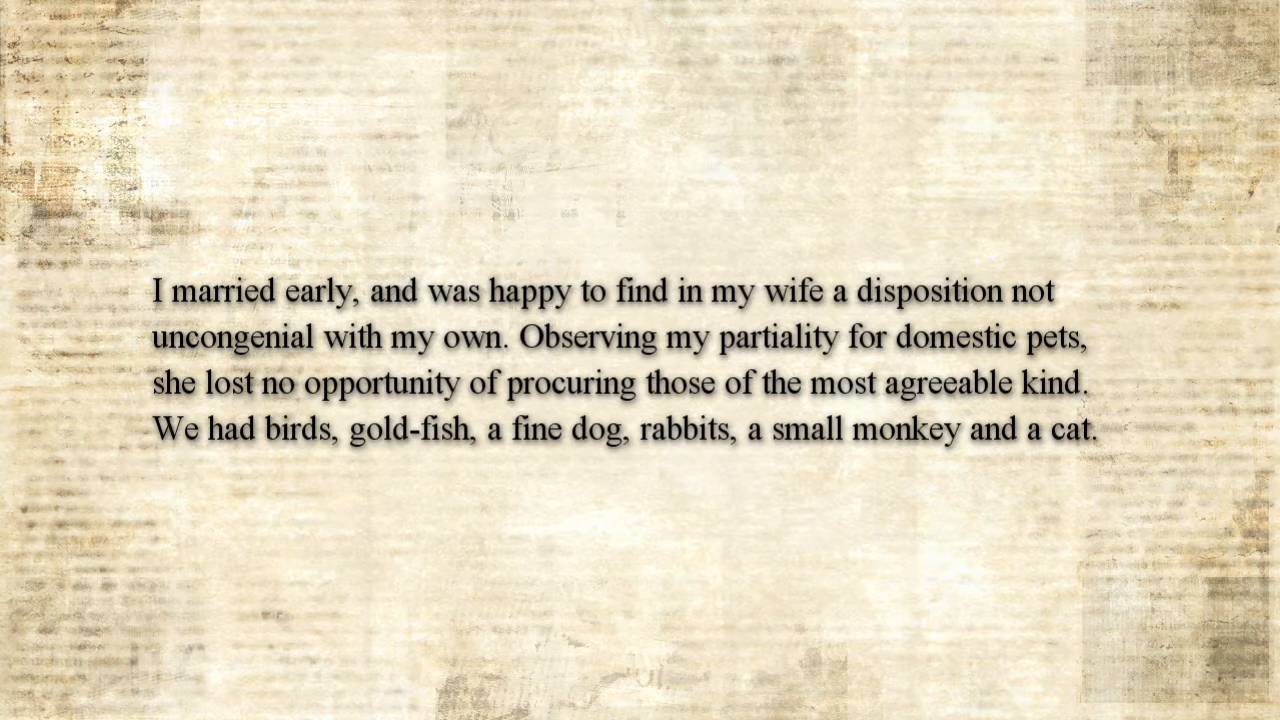 I married early, and was happy to find in my wife a disposition not
uncongenial with my own. Observing my partiality for domestic pets,
she lost no opportunity of procuring those of the most agreeable kind.
We had birds, gold-fish, a fine dog, rabbits, a small monkey and a cat.